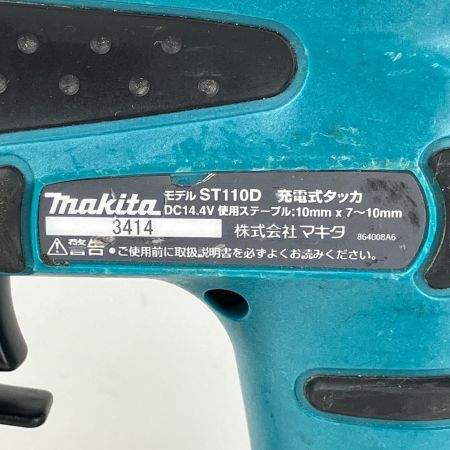 makita モデル ST110D 充電式タッカ
DC14.4V 使用ステープル:10mm x 7〜10mm
3414 株式会社 マキタ 864008A6
⚠警告 ●ご使用前に取扱説明書を必ずよくお読みください。